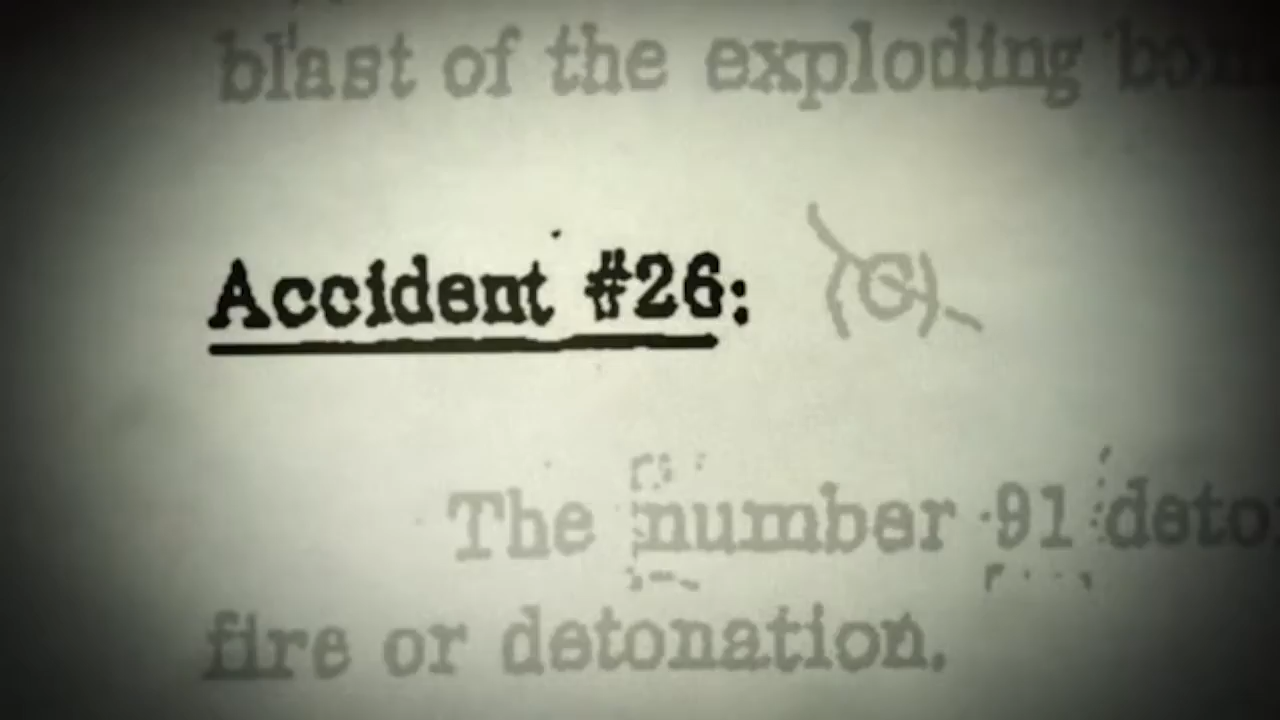 blast of the exploding
Accident #26: (C)
The number 91
fire or detonation.